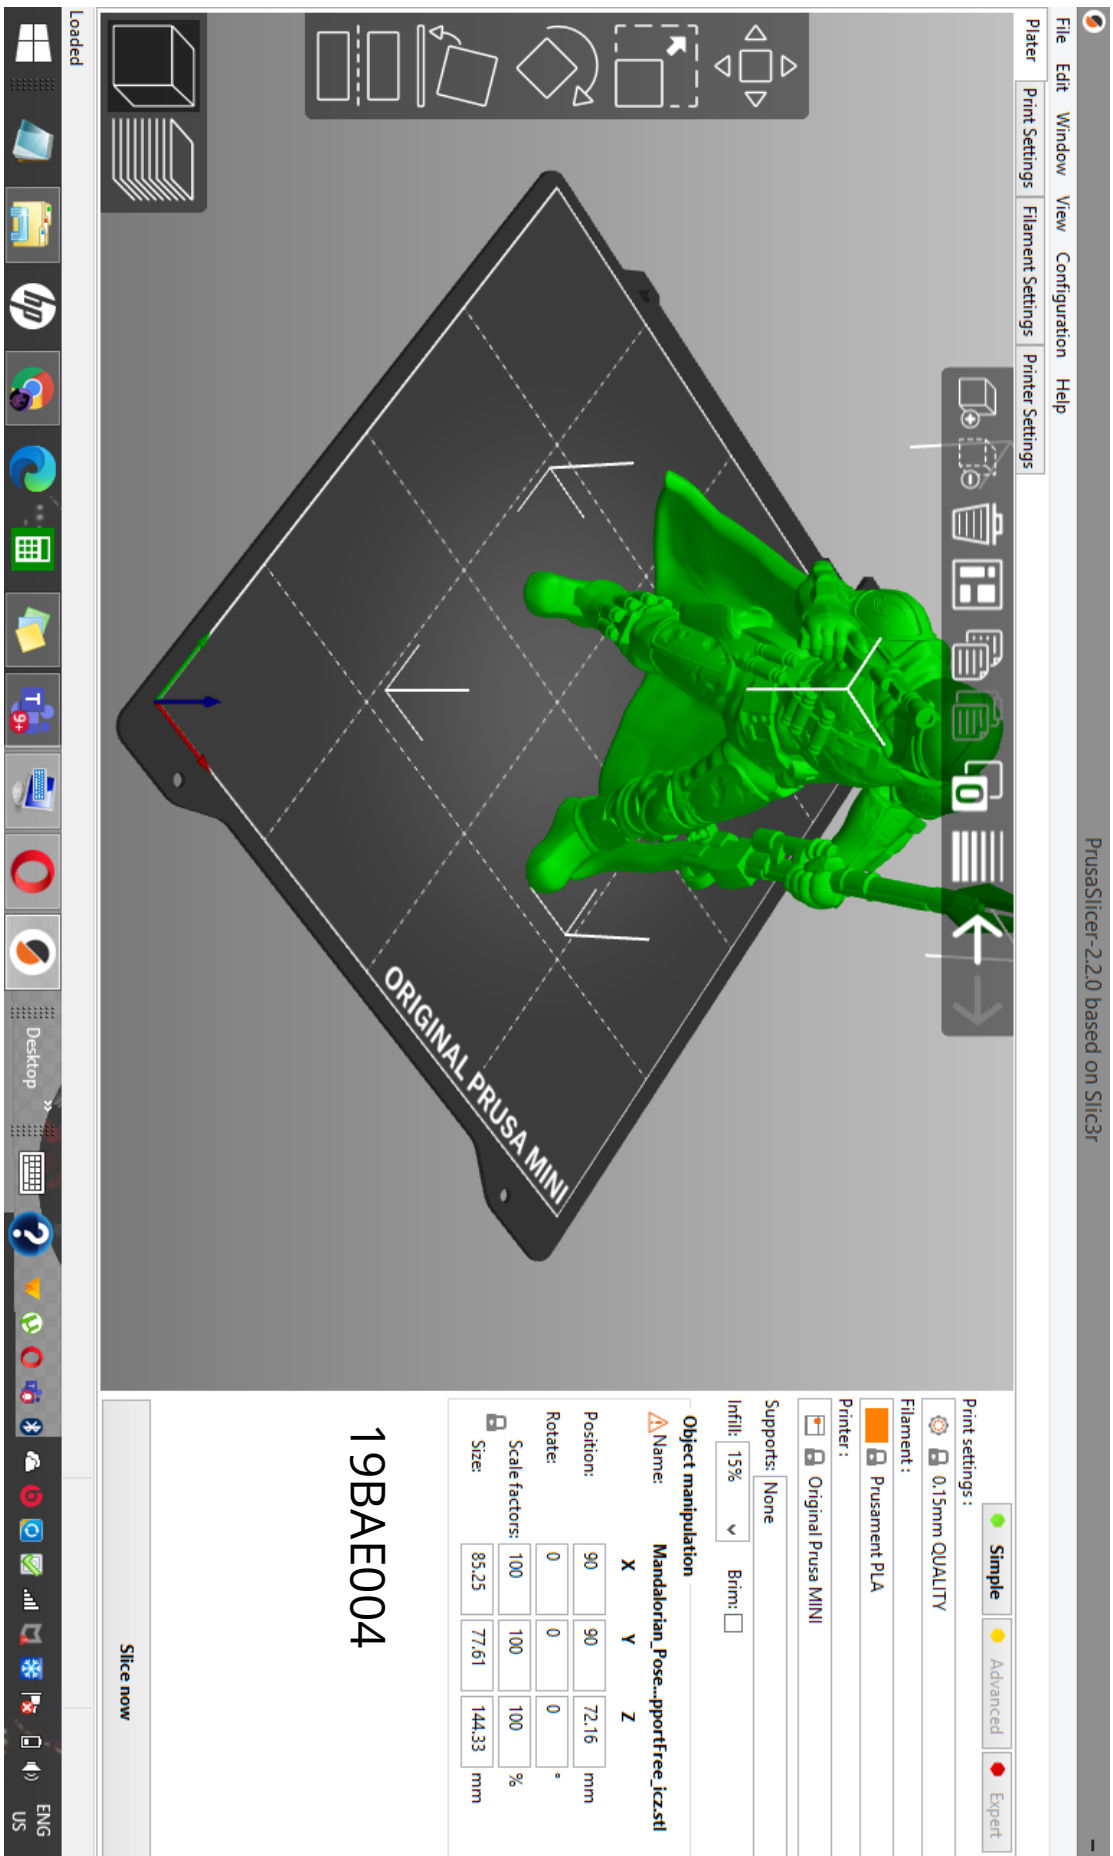 PrusaSlicer-2.2.0 based on Slic3r
File Edit Window View Configuration Help
Plater Print Settings Filament Settings Printer Settings
Simple Advanced Expert
Print settings :
0.15mm QUALITY
Filament :
Prusament PLA
Printer :
Original Prusa MINI
Supports: None
Infill: 15% Brim:
Object manipulation
Name: Mandalorian_Pose...pportFree_icz.stl
X Y Z
Position: 90 90 72.16 mm
Rotate: 0 0 0 °
Scale factors: 100 100 100 %
Size: 85.25 77.61 144.33 mm
19BAE004
Slice now
ORIGINAL PRUSA MINI
Loaded
hp
T 9+
Desktop »
ENG
US